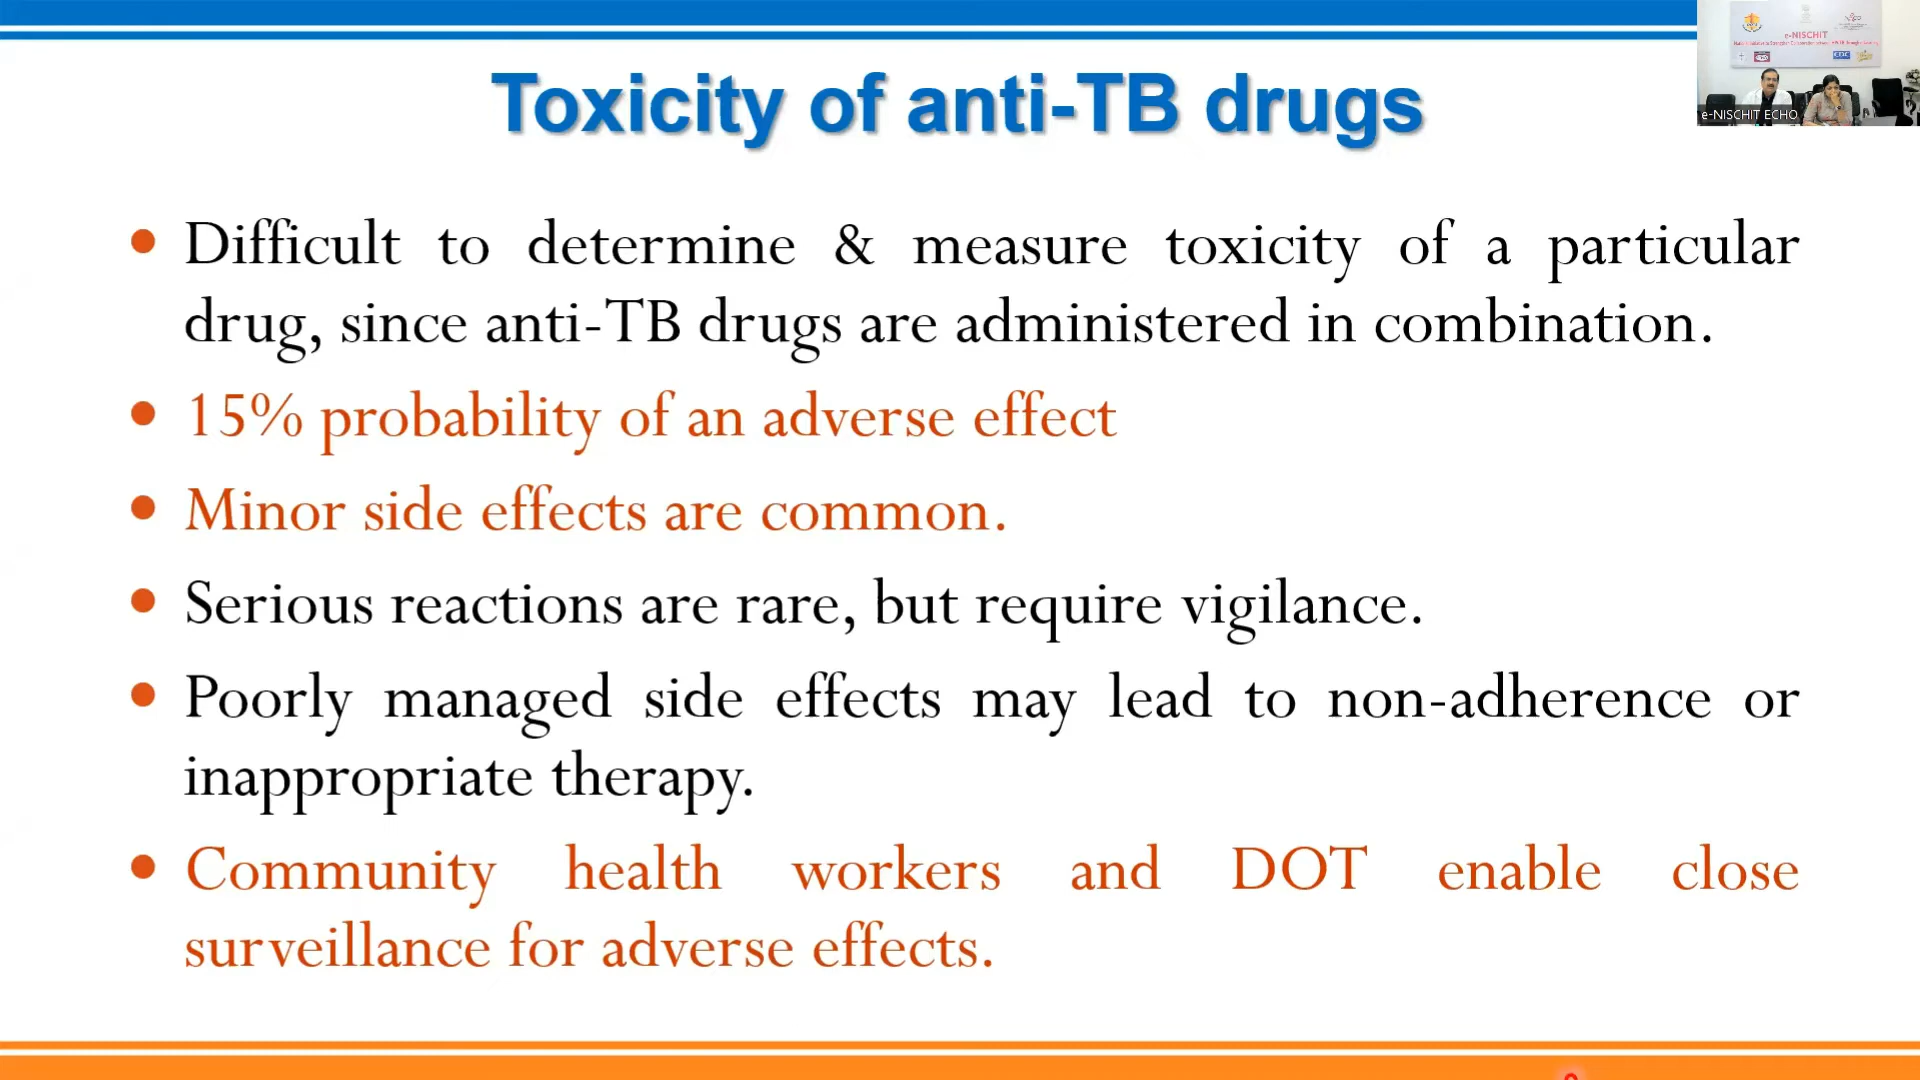 Toxicity of anti-TB drugs
• Difficult to determine & measure toxicity of a particular
drug, since anti-TB drugs are administered in combination.
• 15% probability of an adverse effect
• Minor side effects are common.
• Serious reactions are rare, but require vigilance.
• Poorly managed side effects may lead to non-adherence or
inappropriate therapy.
• Community health workers and DOT enable close
surveillance for adverse effects.
e-NISCHIT
CDC
e-NISCHIT ECHO